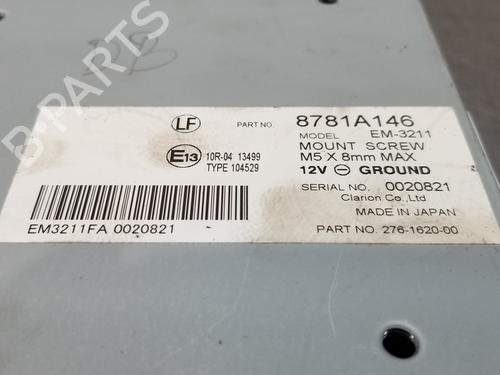 B-PARTS
LF
PART NO. 8781A146
MODEL EM-3211
MOUNT SCREW
M5 X 8mm MAX
E13 10R-04 13499
TYPE 104529
12V ⊖ GROUND
SERIAL NO. 0020821
Clarion Co., Ltd
MADE IN JAPAN
EM3211FA 0020821
PART NO. 276-1620-00